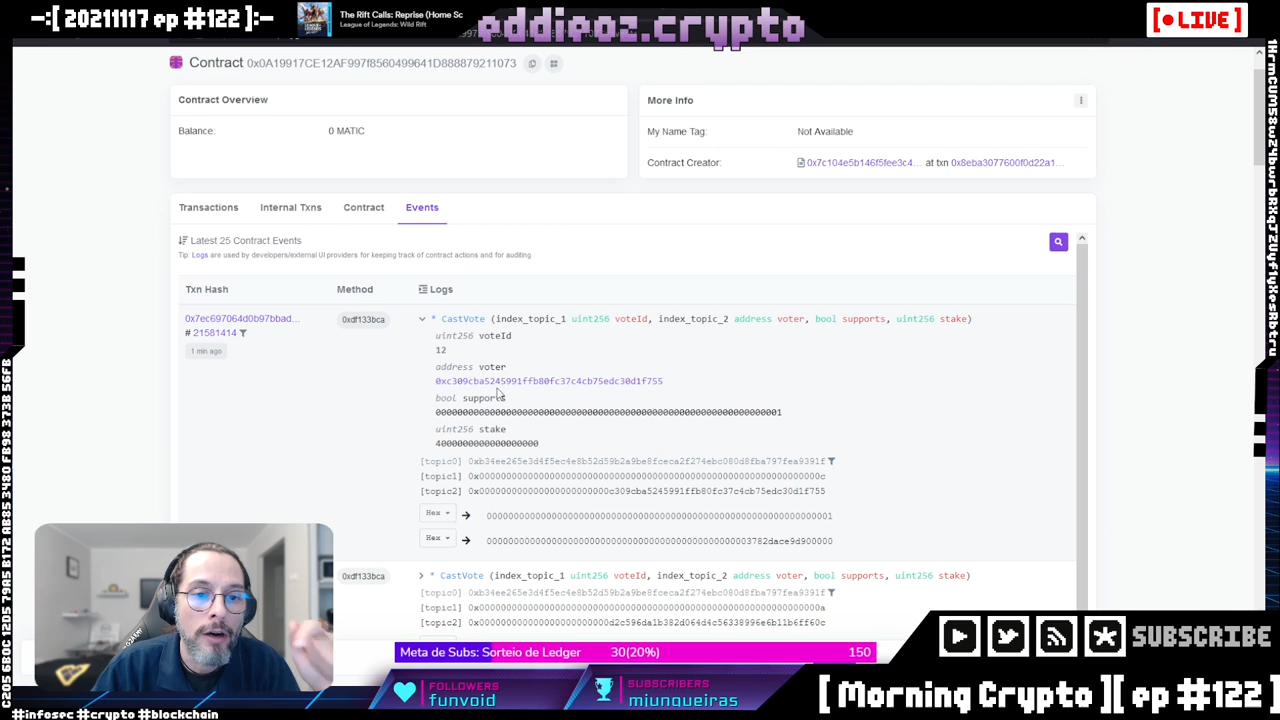 -:[ 20211117 ep #122 ]:-
The Rift Calls: Reprise (Home Sc
League of Legends: Wild Rift
eddieoz.crypto
[ ● LIVE ]
Contract 0x0A19917CE12AF997f8560499641D888879211073
Contract Overview
Balance:
0 MATIC
More Info
My Name Tag:
Not Available
Contract Creator:
0x7c104e5b146f5fee3c4... at txn 0x8eba3077600f0d22a1...
Transactions
Internal Txns
Contract
Events
Latest 25 Contract Events
Tip: Logs are used by developers/external UI providers for keeping track of contract actions and for auditing
Txn Hash
Method
Logs
0x7ec697064d0b97bbad...
# 21581414
1 min ago
0xdf133bca
* CastVote (index_topic_1 uint256 voteId, index_topic_2 address voter, bool supports, uint256 stake)
uint256 voteId
12
address voter
0xc309cba5245991ffb80fc37c4cb75edc30d1f755
bool supports
0000000000000000000000000000000000000000000000000000000000000001
uint256 stake
4000000000000000000
[topic0] 0xb34ee265e3d4f5ec4e8b52d59b2a9be8fceca2f274ebc080d8fba797fea9391f
[topic1] 0x000000000000000000000000000000000000000000000000000000000000000c
[topic2] 0x000000000000000000000000c309cba5245991ffb80fc37c4cb75edc30d1f755
Hex
0000000000000000000000000000000000000000000000000000000000000001
Hex
0000000000000000000000000000000000000000000000003782dace9d900000
0xdf133bca
* CastVote (index_topic_1 uint256 voteId, index_topic_2 address voter, bool supports, uint256 stake)
[topic0] 0xb34ee265e3d4f5ec4e8b52d59b2a9be8fceca2f274ebc080d8fba797fea9391f
[topic1] 0x000000000000000000000000000000000000000000000000000000000000000a
[topic2] 0x000000000000000000000000d2c596da1b382d064d4c56338996e6b11b6ff60c
Meta de Subs: Sorteio de Ledger
30(20%)
150
FOLLOWERS
funvoid
SUBSCRIBERS
mjunqueiras
SUBSCRIBE
[ Morning Crypto ][ ep #122 ]
#infosec #crypto #blockchain